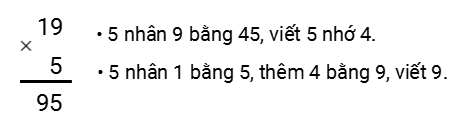 19
×
5
95
• 5 nhân 9 bằng 45, viết 5 nhớ 4.
• 5 nhân 1 bằng 5, thêm 4 bằng 9, viết 9.